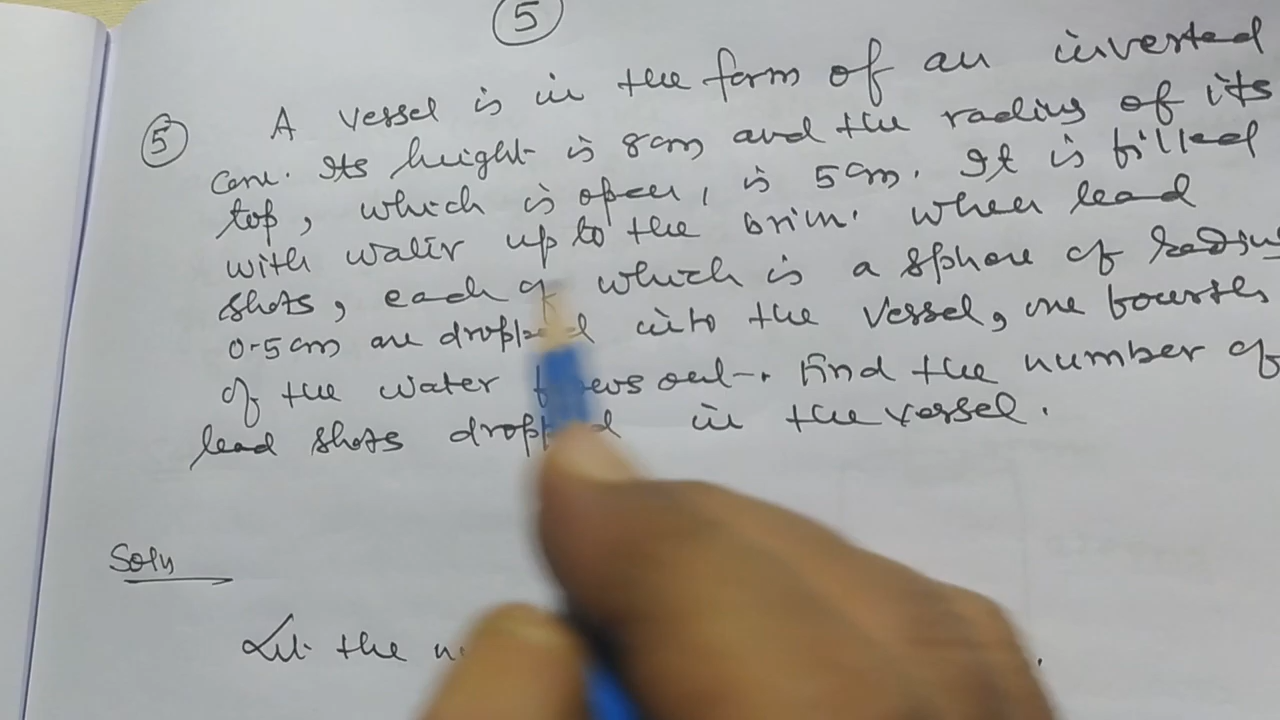 5
5 A vessel is in the form of an inverted
cone. Its height is 8cm and the radius of its
top, which is open, is 5cm. It is filled
with water up to the brim. When lead
shots, each of which is a sphere of radius
0.5cm are dropped into the vessel, one fourth
of the water flows out. Find the number of
lead shots dropped in the vessel.
Soln
Let the